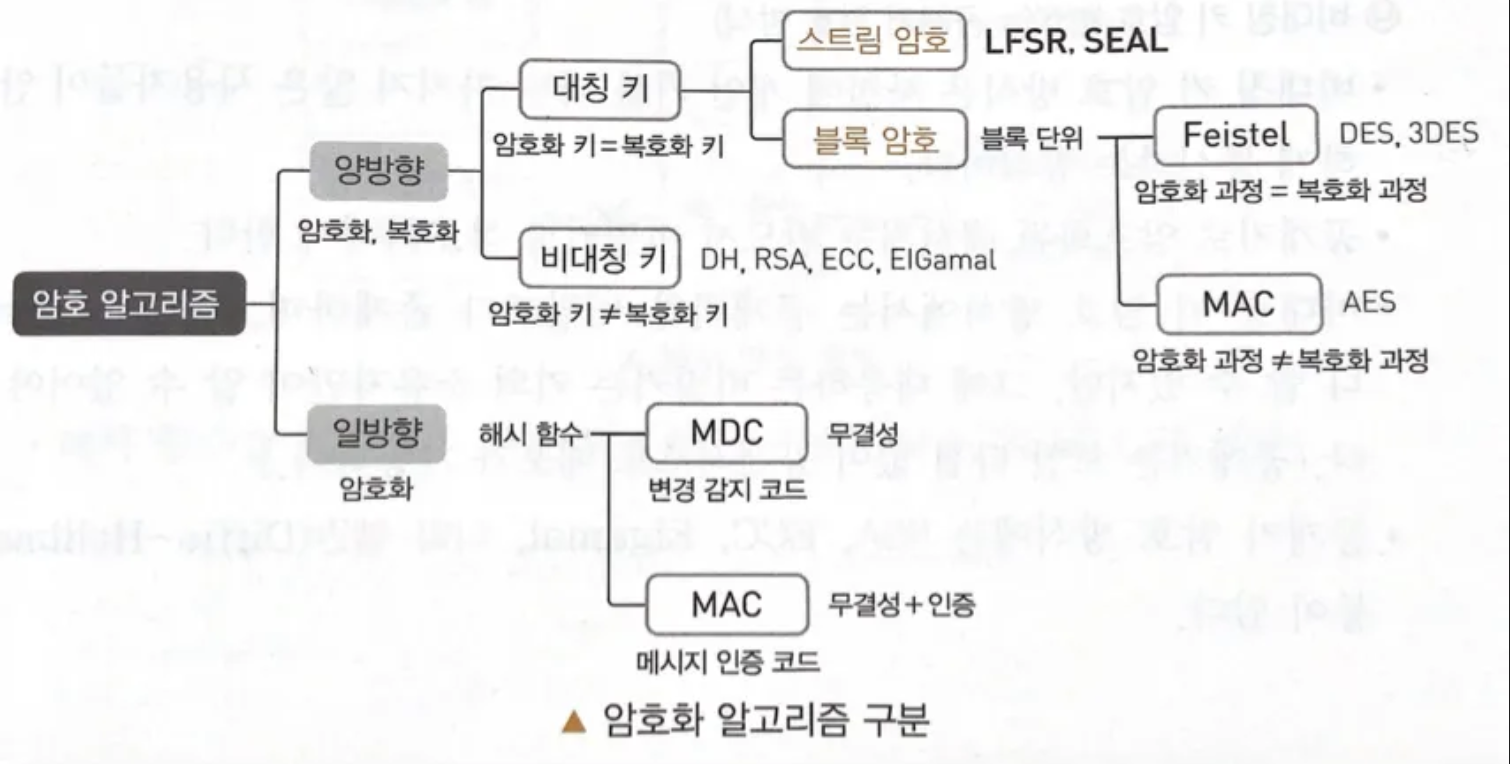 스트림 암호 LFSR, SEAL
대칭 키
암호화 키=복호화 키
블록 암호 블록 단위 Feistel DES, 3DES
암호화 과정 = 복호화 과정
양방향
암호화, 복호화
비대칭 키 DH, RSA, ECC, EIGamal
암호화 키≠복호화 키
암호 알고리즘
MAC AES
암호화 과정 ≠ 복호화 과정
일방향 해시 함수 MDC 무결성
암호화
변경 감지 코드
MAC 무결성+인증
메시지 인증 코드
▲ 암호화 알고리즘 구분